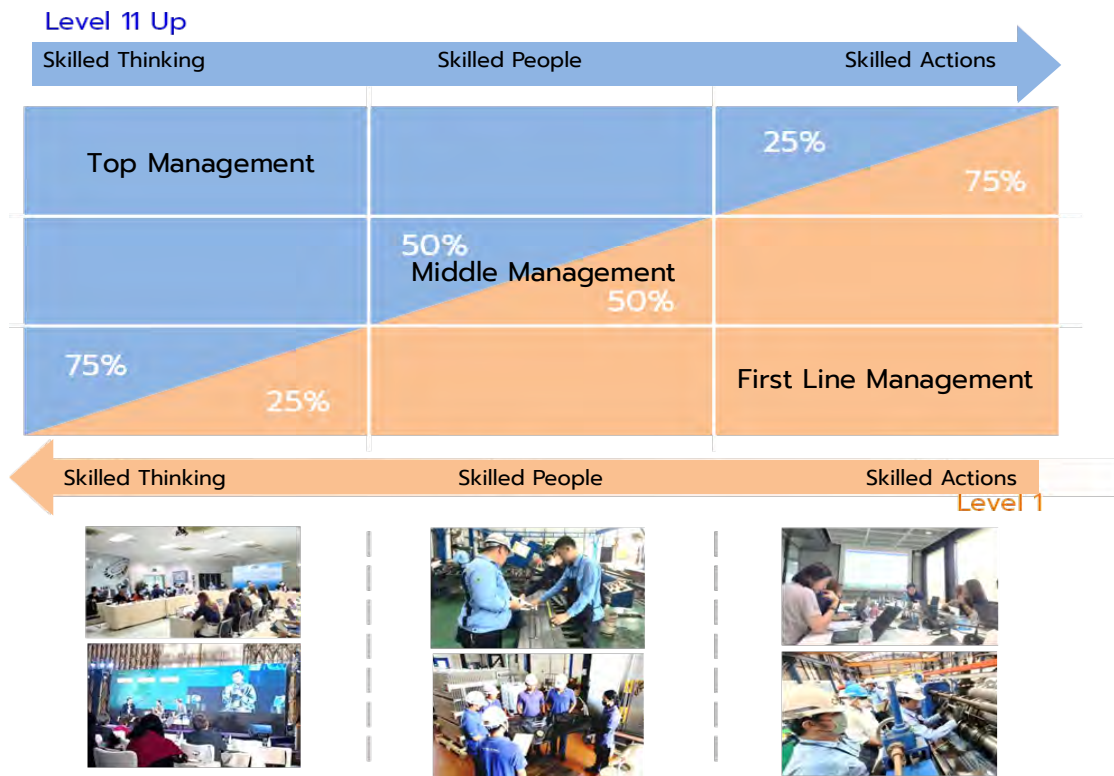 Level 11 Up
Skilled Thinking Skilled People Skilled Actions
Top Management
25%
75%
50%
Middle Management
50%
75%
25%
First Line Management
Skilled Thinking Skilled People Skilled Actions
Level 1